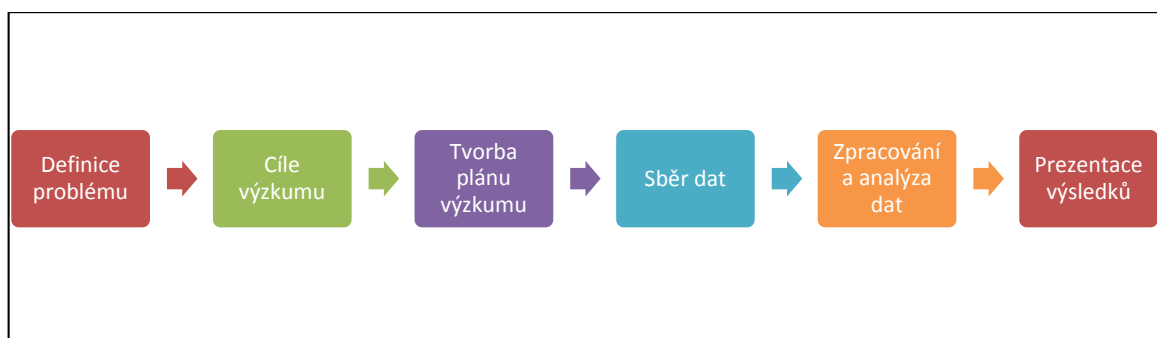 Definice
problému
Cíle
výzkumu
Tvorba
plánu
výzkumu
Sběr dat
Zpracování
a analýza
dat
Prezentace
výsledků